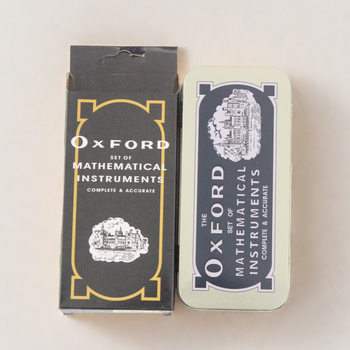 OXFORD
SET OF
MATHEMATICAL
INSTRUMENTS
COMPLETE & ACCURATE
THE
OXFORD
SET OF
MATHEMATICAL
INSTRUMENTS
COMPLETE & ACCURATE